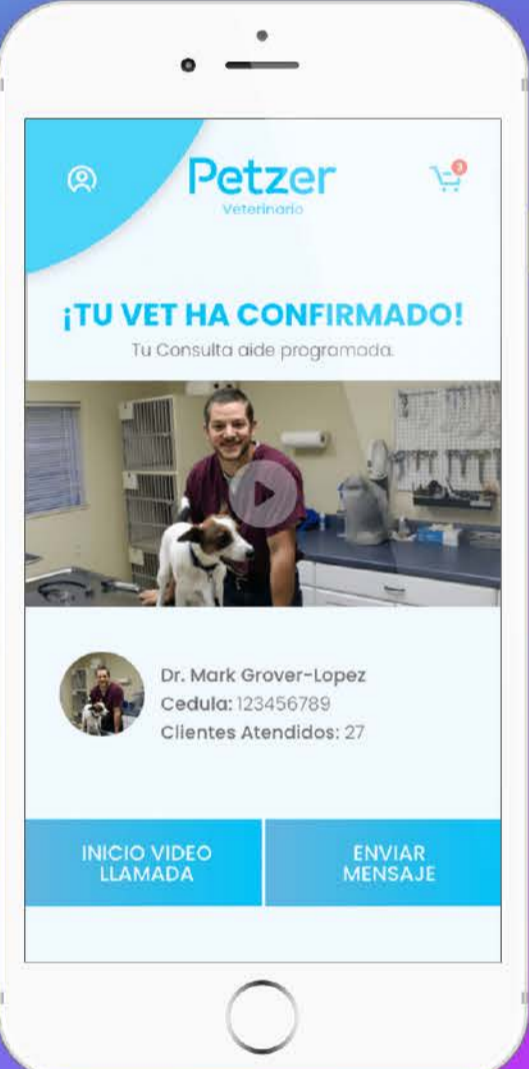 Petzer
Veterinario
3
¡TU VET HA CONFIRMADO!
Tu Consulta aide programada.
Dr. Mark Grover-Lopez
Cedula: 123456789
Clientes Atendidos: 27
INICIO VIDEO
LLAMADA
ENVIAR
MENSAJE